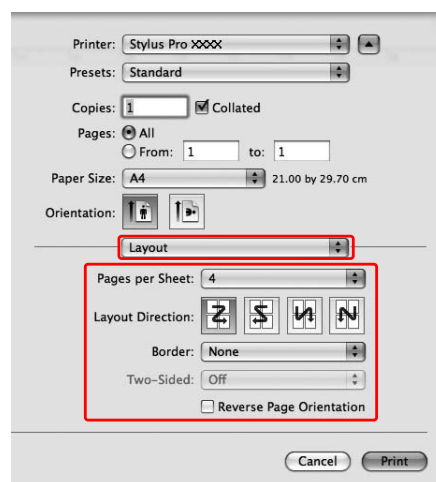 Printer: Stylus Pro XXXX
Presets: Standard
Copies: 1 Collated
Pages: All
From: 1 to: 1
Paper Size: A4 21.00 by 29.70 cm
Orientation:
Layout
Pages per Sheet: 4
Layout Direction:
Border: None
Two-Sided: Off
Reverse Page Orientation
Cancel Print